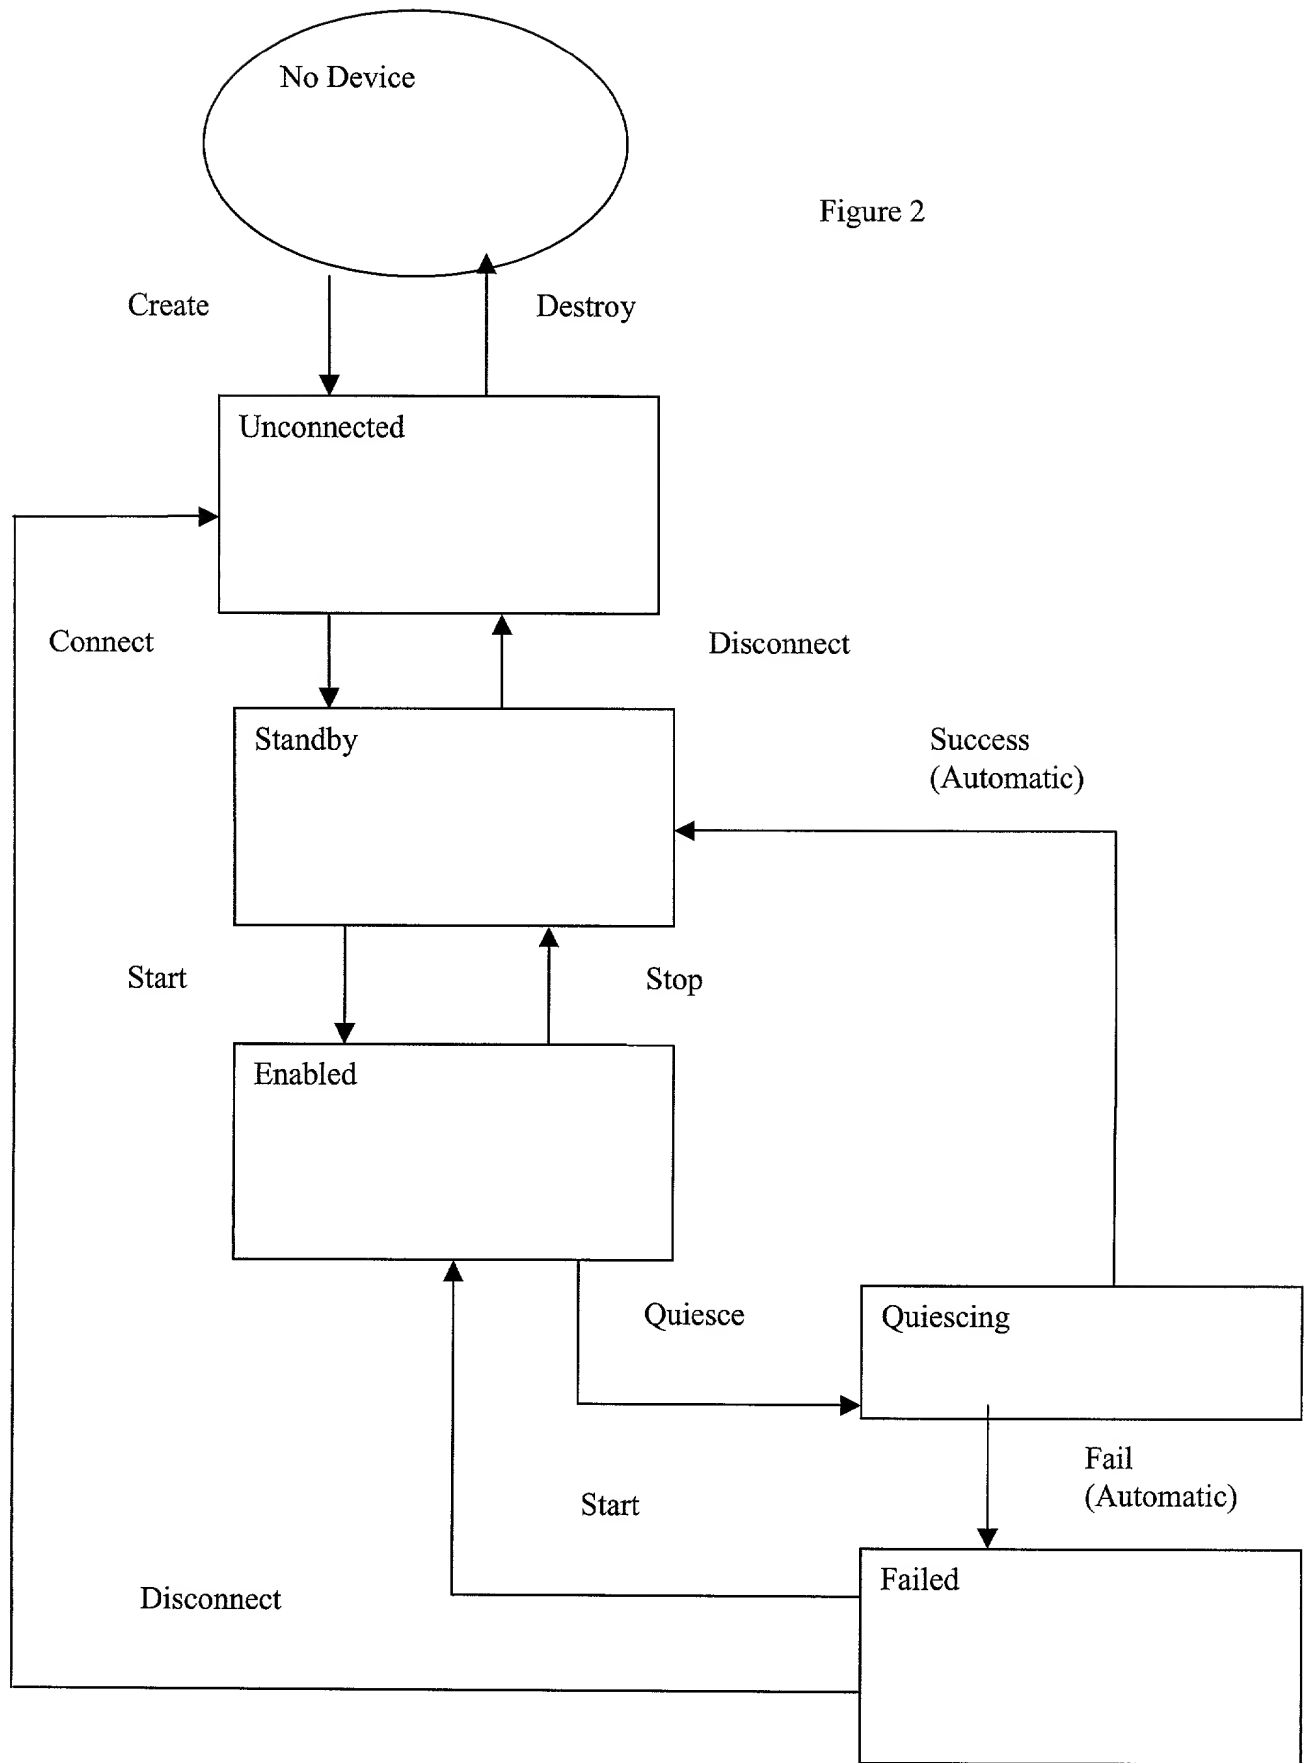 No Device
Figure 2
Create
Destroy
Unconnected
Connect
Disconnect
Standby
Success
(Automatic)
Start
Stop
Enabled
Quiesce
Quiescing
Fail
(Automatic)
Start
Failed
Disconnect